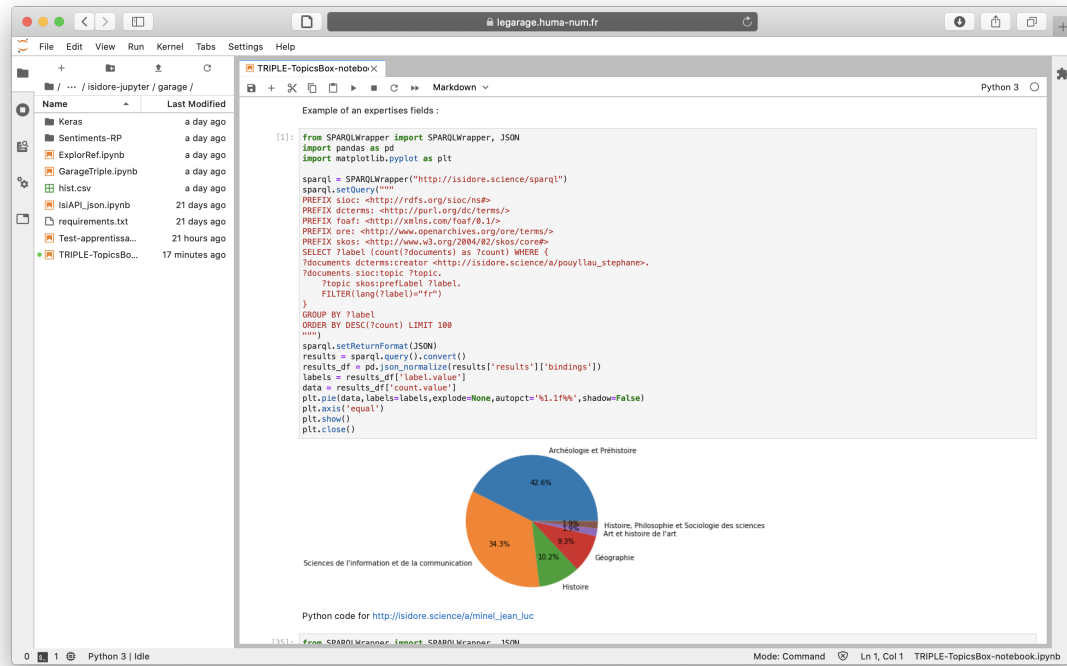 legarage.huma-num.fr
File Edit View Run Kernel Tabs Settings Help
TRIPLE-TopicsBox-notebo
/ ··· / isidore-jupyter / garage /
Name Last Modified
Keras a day ago
Sentiments-RP a day ago
ExplorRef.ipynb a day ago
GarageTriple.ipynb a day ago
hist.csv a day ago
IsiAPI_json.ipynb 21 days ago
requirements.txt 21 days ago
Test-apprentissa... 21 hours ago
TRIPLE-TopicsBo... 17 minutes ago
Markdown
Python 3
Example of an expertises fields :
[1]: from SPARQLWrapper import SPARQLWrapper, JSON
import pandas as pd
import matplotlib.pyplot as plt
sparql = SPARQLWrapper("http://isidore.science/sparql")
sparql.setQuery("""
PREFIX sioc: <http://rdfs.org/sioc/ns#>
PREFIX dcterms: <http://purl.org/dc/terms/>
PREFIX foaf: <http://xmlns.com/foaf/0.1/>
PREFIX ore: <http://www.openarchives.org/ore/terms/>
PREFIX skos: <http://www.w3.org/2004/02/skos/core#>
SELECT ?label (count(?documents) as ?count) WHERE {
?documents dcterms:creator <http://isidore.science/a/pouyllau_stephane>.
?documents sioc:topic ?topic.
?topic skos:prefLabel ?label.
FILTER(lang(?label)="fr")
}
GROUP BY ?label
ORDER BY DESC(?count) LIMIT 100
""")
sparql.setReturnFormat(JSON)
results = sparql.query().convert()
results_df = pd.json_normalize(results['results']['bindings'])
labels = results_df['label.value']
data = results_df['count.value']
plt.pie(data,labels=labels,explode=None,autopct='%1.1f%%',shadow=False)
plt.axis('equal')
plt.show()
plt.close()
Archéologie et Préhistoire
42.6%
1.9%
Histoire, Philosophie et Sociologie des sciences
1.9%
Art et histoire de l'art
9.3%
34.3%
Géographie
10.2%
Sciences de l'information et de la communication
Histoire
Python code for http://isidore.science/a/minel_jean_luc
[35]: from SPARQLWrapper import SPARQLWrapper, JSON
0 1 Python 3 | Idle
Mode: Command Ln 1, Col 1 TRIPLE-TopicsBox-notebook.ipynb